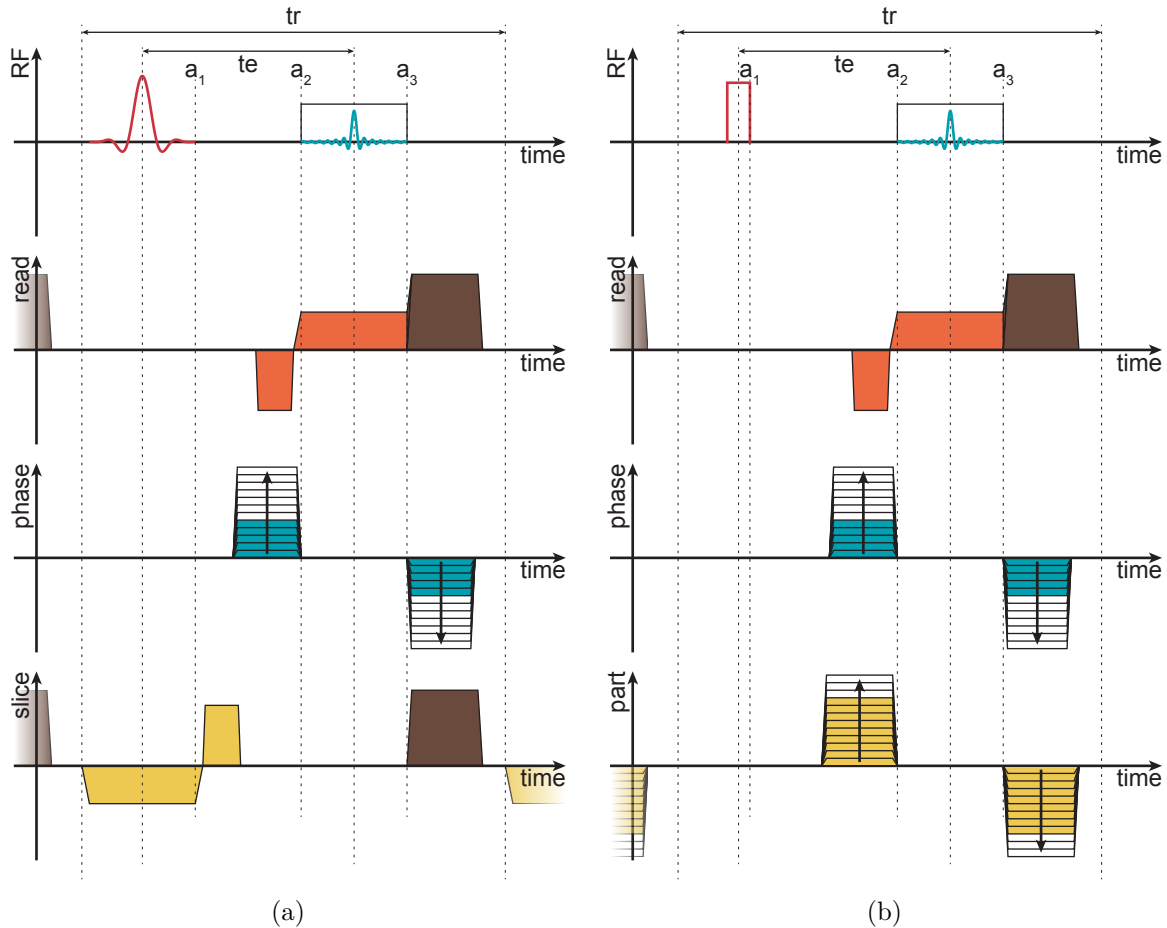 tr
te
RF
a1
a2
a3
time
read
time
phase
time
slice
time
(a)
tr
te
RF
a1
a2
a3
time
read
time
phase
time
part
time
(b)